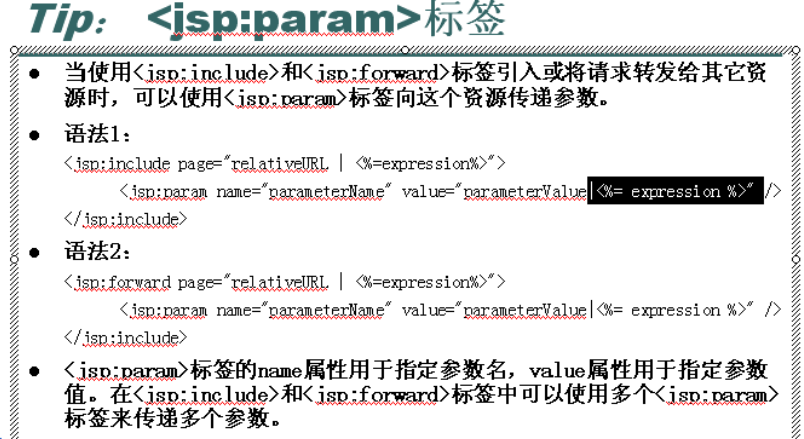 Tip： <jsp:param>标签
● 当使用<jsp:include>和<jsp:forward>标签引入或将请求转发给其它资
源时，可以使用<jsp:param>标签向这个资源传递参数。
● 语法1：
<jsp:include page="relativeURL | <%=expression%>">
<jsp:param name="parameterName" value="parameterValue|<%= expression %>" />
</jsp:include>
● 语法2：
<jsp:forward page="relativeURL | <%=expression%>">
<jsp:param name="parameterName" value="parameterValue|<%= expression %>" />
</jsp:include>
● <jsp:param>标签的name属性用于指定参数名，value属性用于指定参数
值。在<jsp:include>和<jsp:forward>标签中可以使用多个<jsp:param>
标签来传递多个参数。